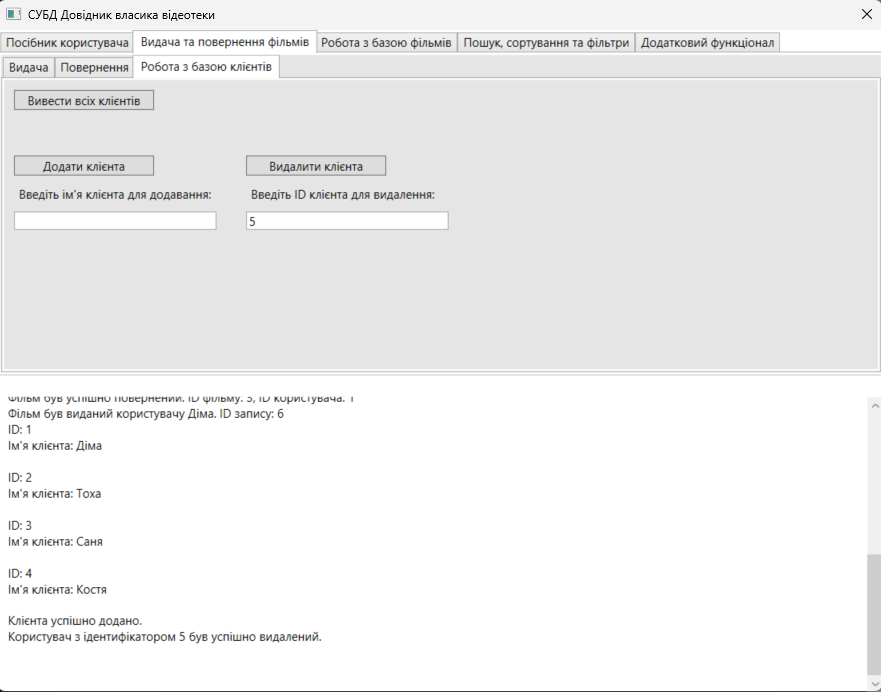 СУБД Довідник власика відеотеки
Посібник користувача Видача та повернення фільмів Робота з базою фільмів Пошук, сортування та фільтри Додатковий функціонал
Видача Повернення Робота з базою клієнтів
Вивести всіх клієнтів
Додати клієнта Видалити клієнта
Введіть ім'я клієнта для додавання: Введіть ID клієнта для видалення:
5
Фільм був успішно повернений. ID фільму: 3, ID користувача: 1
Фільм був виданий користувачу Діма. ID запису: 6
ID: 1
Ім'я клієнта: Діма
ID: 2
Ім'я клієнта: Тоха
ID: 3
Ім'я клієнта: Саня
ID: 4
Ім'я клієнта: Костя
Клієнта успішно додано.
Користувач з ідентифікатором 5 був успішно видалений.